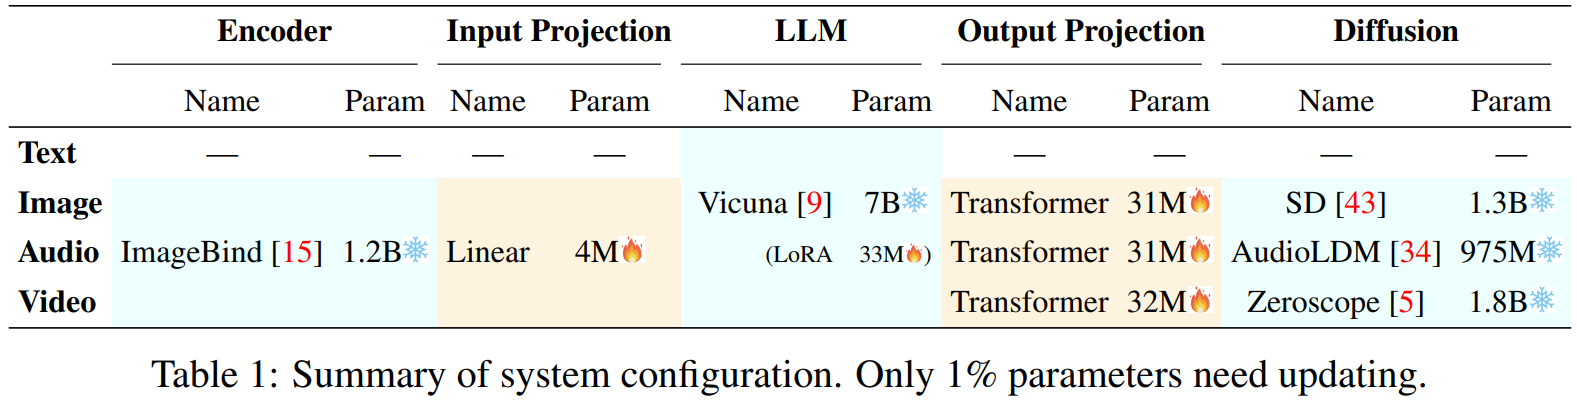 Encoder Input Projection LLM Output Projection Diffusion
Name Param Name Param Name Param Name Param Name Param
Text — — — — — — — —
Image Vicuna [9] 7B Transformer 31M SD [43] 1.3B
Audio ImageBind [15] 1.2B Linear 4M (LoRA 33M) Transformer 31M AudioLDM [34] 975M
Video Transformer 32M Zeroscope [5] 1.8B
Table 1: Summary of system configuration. Only 1% parameters need updating.